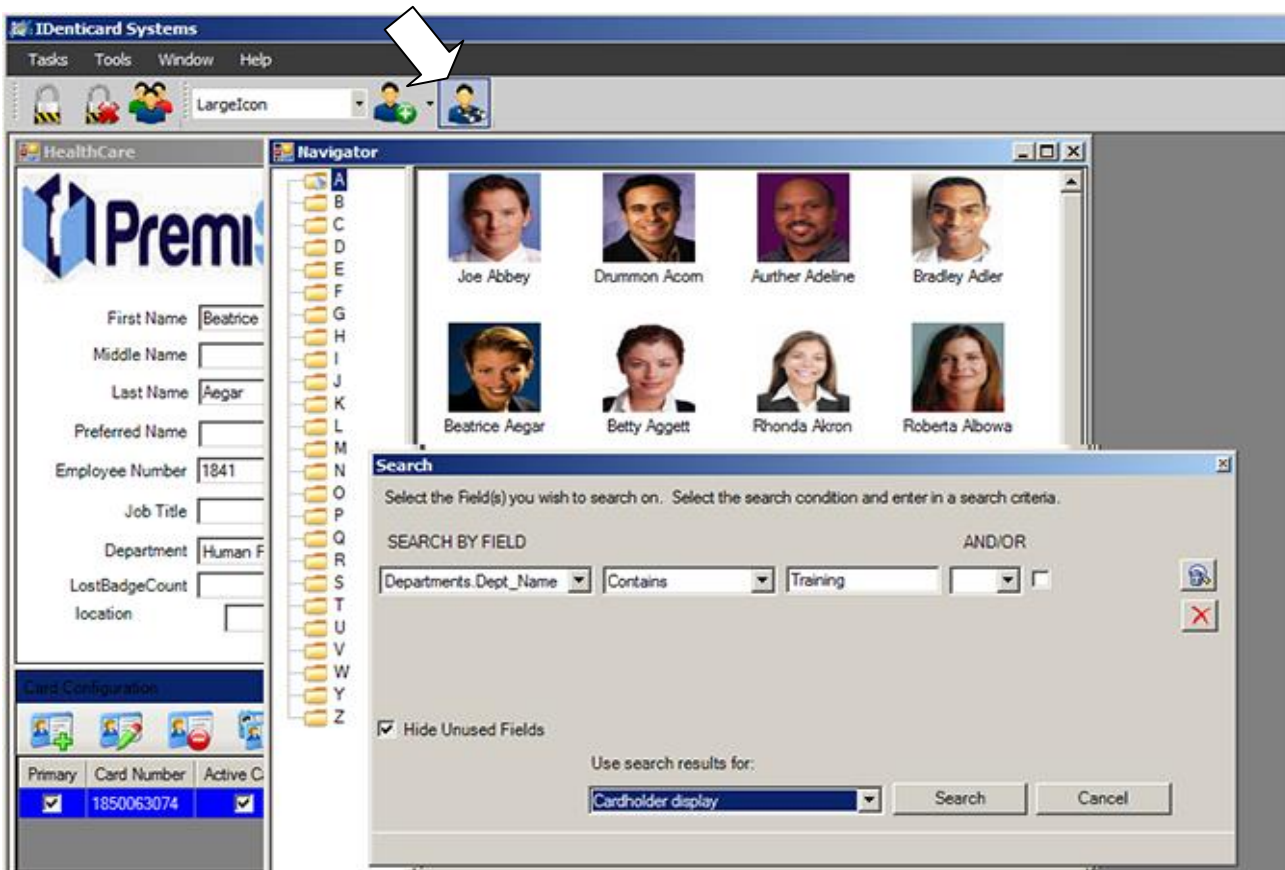 IDenticard Systems
Tasks Tools Window Help
LargeIcon
HealthCare
Navigator
Premi
A
B
C
D
E
F
G
H
I
J
K
L
M
N
O
P
Q
R
S
T
U
V
W
Y
Z
Joe Abbey Drummon Acorn Aurther Adeline Bradley Adler
Beatrice Aegar Betty Aggett Rhonda Akron Roberta Albowa
First Name Beatrice
Middle Name
Last Name Aegar
Preferred Name
Employee Number 1841
Job Title
Department Human
LostBadgeCount
location
Card Configuration
Primary Card Number Active
1850063074
Search
Select the Field(s) you wish to search on. Select the search condition and enter in a search criteria.
SEARCH BY FIELD AND/OR
Departments.Dept_Name Contains Training
Hide Unused Fields
Use search results for:
Cardholder display Search Cancel